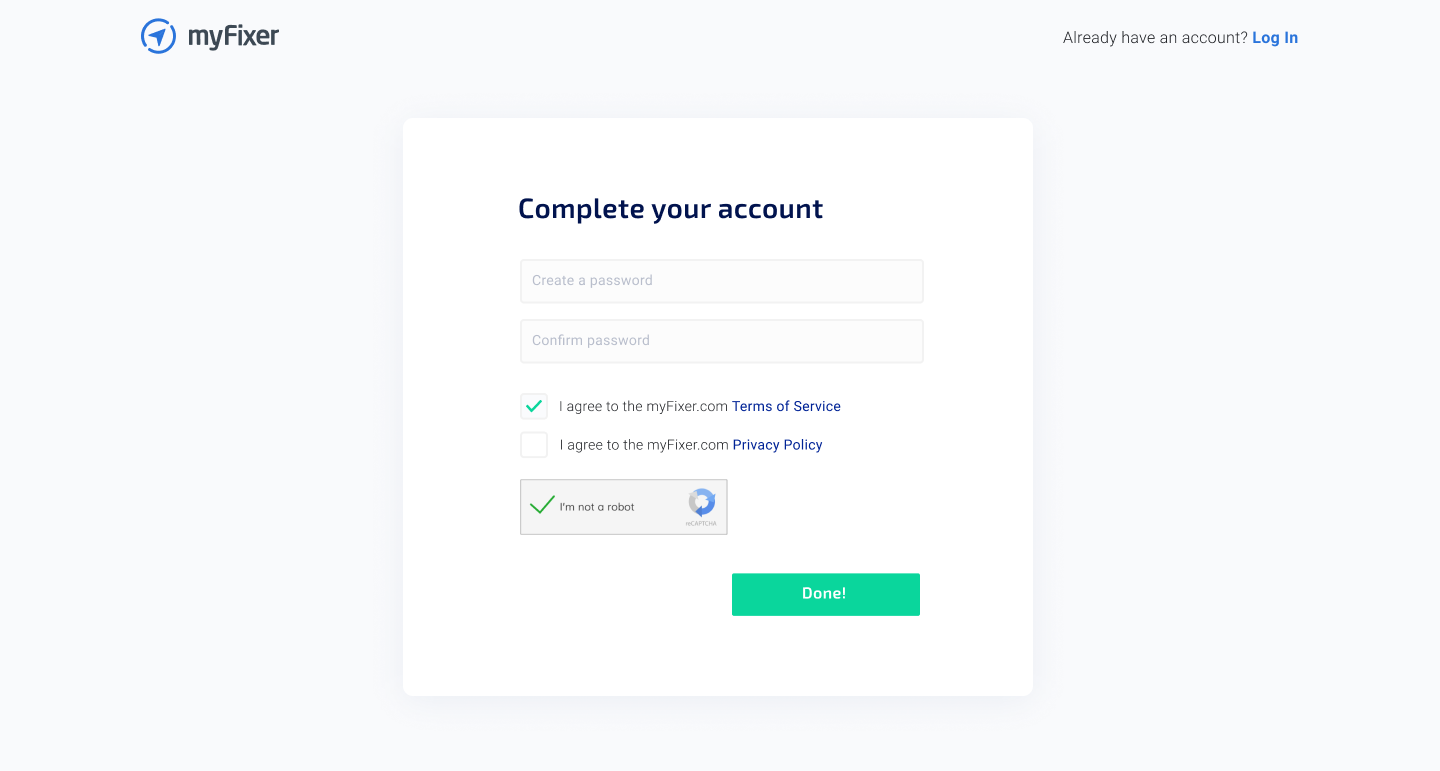 myFixer
Already have an account? Log In
Complete your account
Create a password
Confirm password
I agree to the myFixer.com Terms of Service
I agree to the myFixer.com Privacy Policy
I'm not a robot
reCAPTCHA
Done!